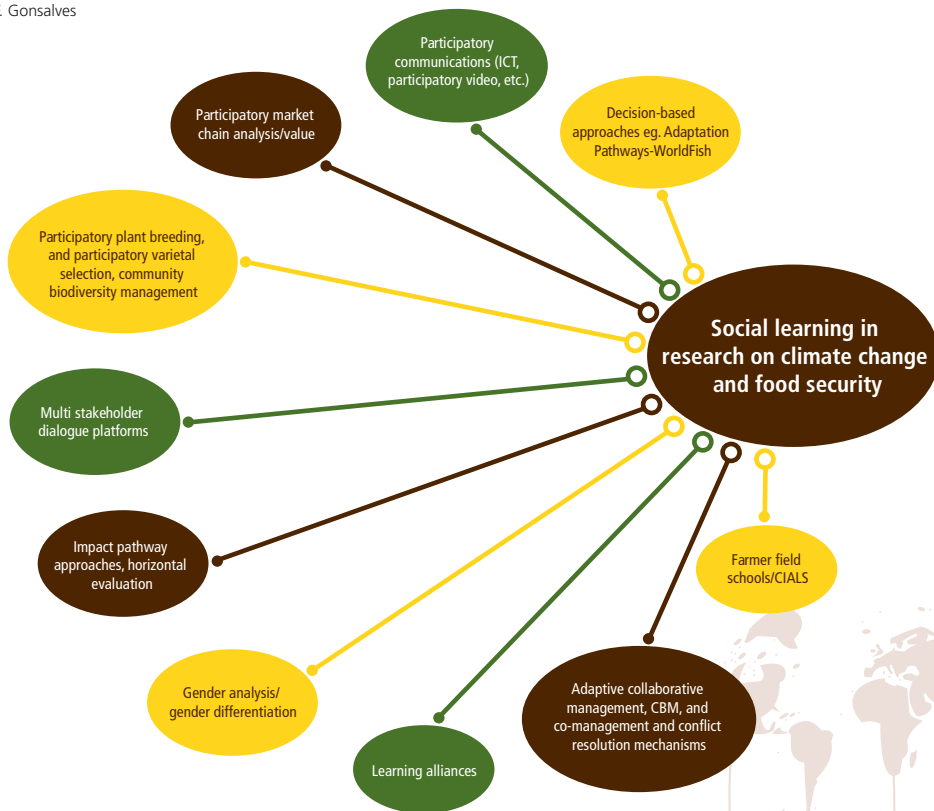 Gonsalves
Participatory
communications (ICT,
participatory video, etc.)
Decision-based
approaches eg. Adaptation
Pathways-WorldFish
Participatory market
chain analysis/value
Participatory plant breeding,
and participatory varietal
selection, community
biodiversity management
Social learning in
research on climate change
and food security
Multi stakeholder
dialogue platforms
Impact pathway
approaches, horizontal
evaluation
Farmer field
schools/CIALS
Gender analysis/
gender differentiation
Adaptive collaborative
management, CBM, and
co-management and conflict
resolution mechanisms
Learning alliances